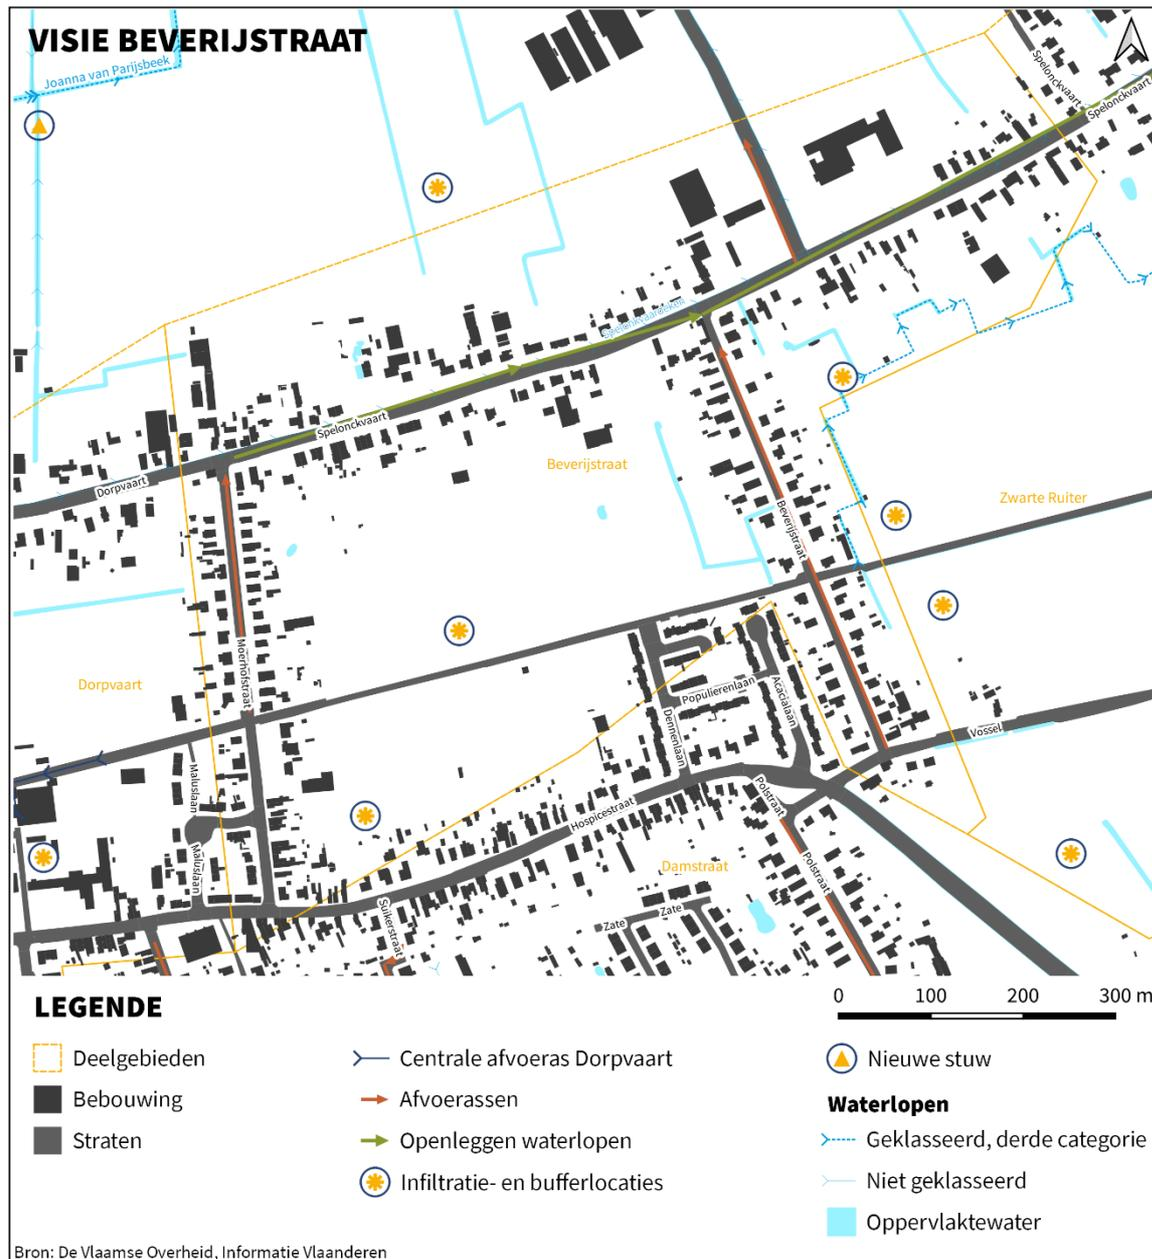 VISIE BEVERIJSTRAAT
Joanna van Parijsbeek
Spelonckvaart
Spelonckvaart
Spelonckvaart
Dorpvaart
Beverijstraat
Beverijstraat
Zwarte Ruiter
Moerhofstraat
Dorpvaart
Populierenlaan
Acacialaan
Dennenlaan
Vossel
Maluslaan
Maluslaan
Hospicestraat
Polstraat
Polstraat
Damstraat
Suikerstraat
Zate
Zate
LEGENDE
0 100 200 300 m
Deelgebieden
Bebouwing
Straten
Centrale afvoeras Dorpvaart
Afvoerassen
Openleggen waterlopen
Infiltratie- en bufferlocaties
Nieuwe stuw
Waterlopen
Geklasseerd, derde categorie
Niet geklasseerd
Oppervlaktewater
Bron: De Vlaamse Overheid, Informatie Vlaanderen